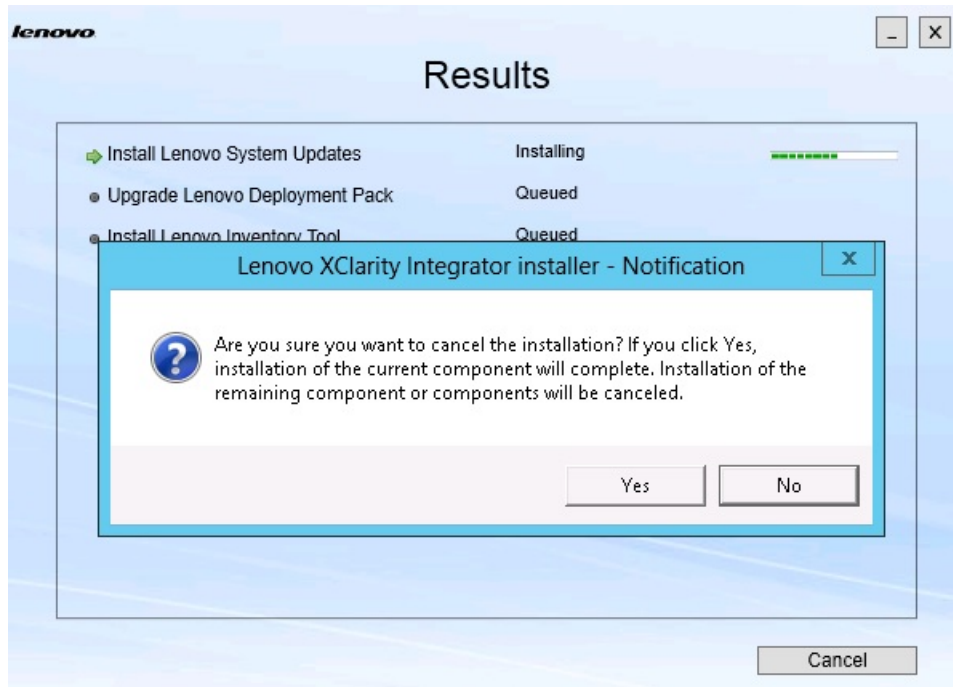 lenovo
Results
Install Lenovo System Updates Installing
Upgrade Lenovo Deployment Pack Queued
Install Lenovo Inventory Tool Queued
Lenovo XClarity Integrator installer - Notification
Are you sure you want to cancel the installation? If you click Yes,
installation of the current component will complete. Installation of the
remaining component or components will be canceled.
Yes No
Cancel